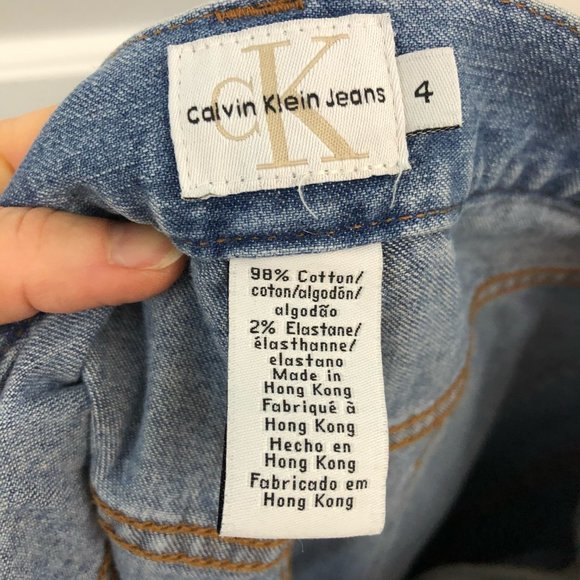 CK
Calvin Klein Jeans
4
98% Cotton/
coton/algodón/
algodão
2% Elastane/
élasthanne/
elastano
Made in
Hong Kong
Fabriqué à
Hong Kong
Hecho en
Hong Kong
Fabricado em
Hong Kong